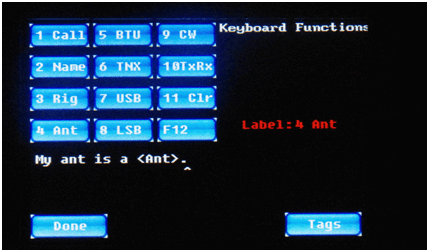 1 Call 5 BTU 9 CW Keyboard Functions
2 Name 6 TNX 10TxRx
3 Rig 7 USB 11 Clr
4 Ant 8 LSB F12
Label:4 Ant
My ant is a <Ant>.
^
Done Tags